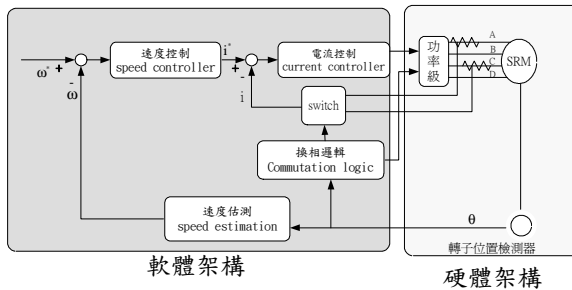 ω* +
-
ω
速度控制
speed controller
i*
+
-
i
電流控制
current controller
switch
換相邏輯
Commutation logic
速度估測
speed estimation
軟體架構
功率級
A
B
C
D
SRM
θ
轉子位置檢測器
硬體架構